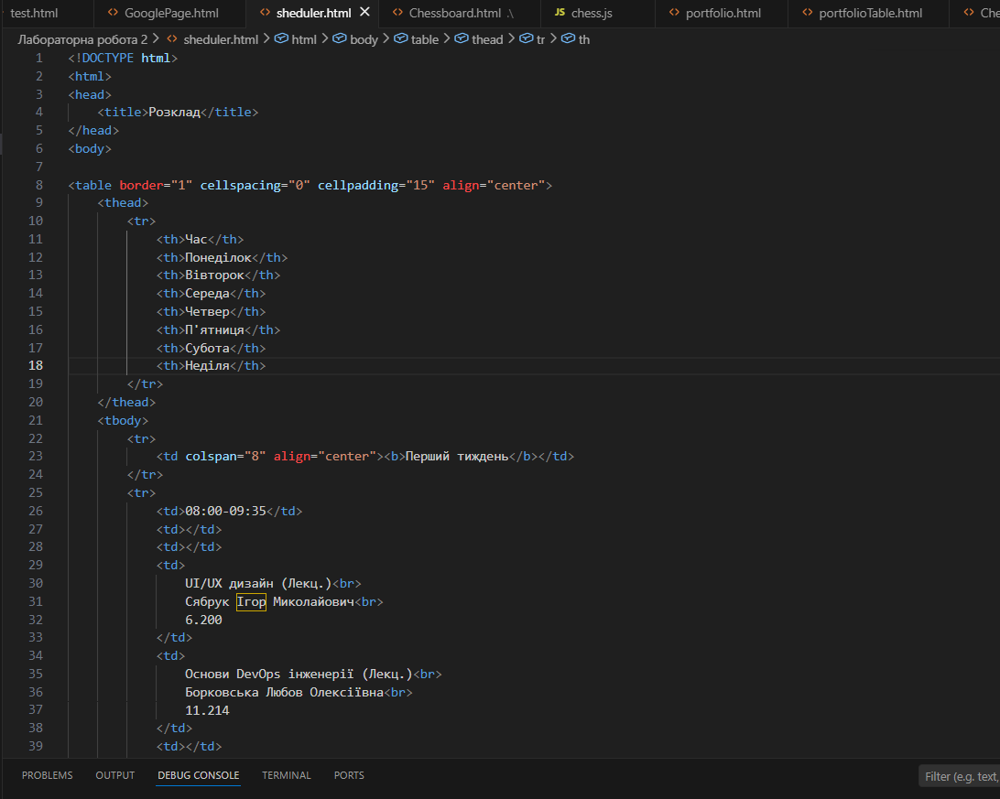 test.html GooglePage.html sheduler.html Chessboard.html .\ JS chess.js portfolio.html portfolioTable.html Che
Лабораторна робота 2 > sheduler.html > html > body > table > thead > tr > th
1 <!DOCTYPE html>
2 <html>
3 <head>
4 <title>Розклад</title>
5 </head>
6 <body>
7
8 <table border="1" cellspacing="0" cellpadding="15" align="center">
9 <thead>
10 <tr>
11 <th>Час</th>
12 <th>Понеділок</th>
13 <th>Вівторок</th>
14 <th>Середа</th>
15 <th>Четвер</th>
16 <th>П'ятниця</th>
17 <th>Субота</th>
18 <th>Неділя</th>
19 </tr>
20 </thead>
21 <tbody>
22 <tr>
23 <td colspan="8" align="center"><b>Перший тиждень</b></td>
24 </tr>
25 <tr>
26 <td>08:00-09:35</td>
27 <td></td>
28 <td></td>
29 <td>
30 UI/UX дизайн (Лекц.)<br>
31 Сябрук Ігор Миколайович<br>
32 6.200
33 </td>
34 <td>
35 Основи DevOps інженерії (Лекц.)<br>
36 Борковська Любов Олексіївна<br>
37 11.214
38 </td>
39 <td></td>
PROBLEMS OUTPUT DEBUG CONSOLE TERMINAL PORTS Filter (e.g. text,